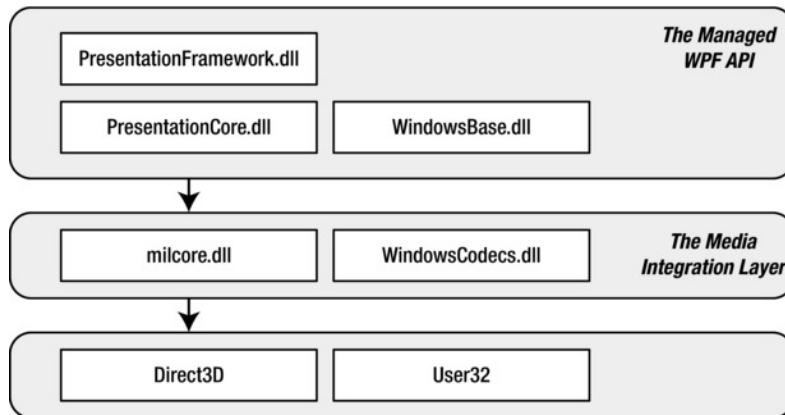 The Managed
WPF API
PresentationFramework.dll
PresentationCore.dll
WindowsBase.dll
milcore.dll
WindowsCodecs.dll
The Media
Integration Layer
Direct3D
User32